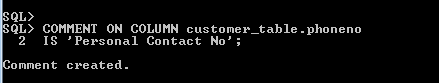 SQL>
SQL> COMMENT ON COLUMN customer_table.phoneno
2 IS 'Personal Contact No';
Comment created.